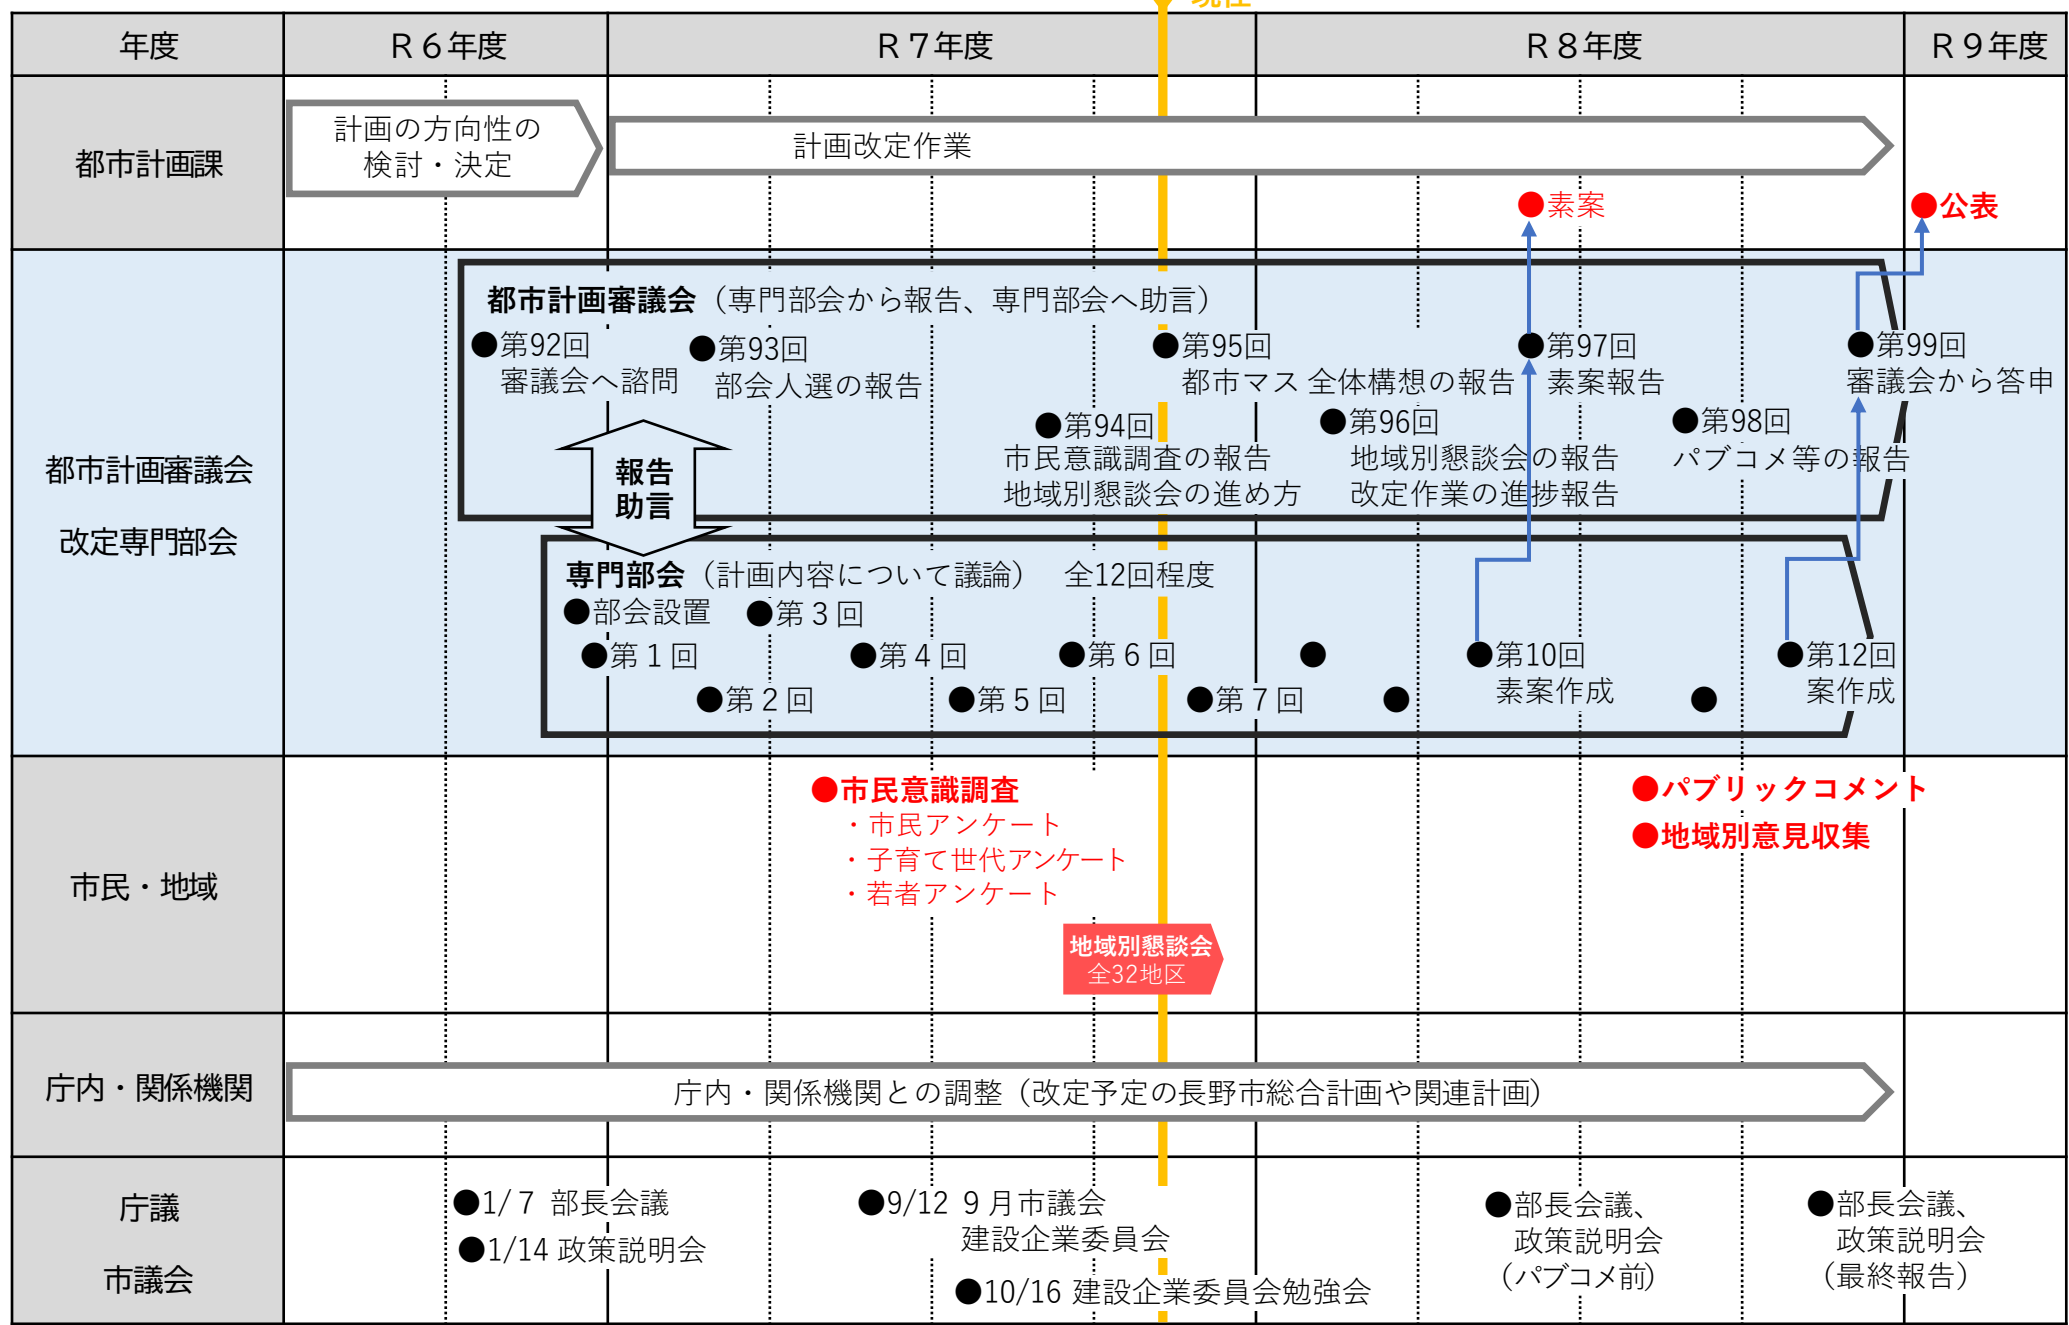 現在
年度
R６年度
R７年度
R８年度
R９年度
都市計画課
計画の方向性の
検討・決定
計画改定作業
●素案
●公表
都市計画審議会
改定専門部会
都市計画審議会（専門部会から報告、専門部会へ助言）
●第92回
審議会へ諮問
●第93回
部会人選の報告
●第94回
市民意識調査の報告
地域別懇談会の進め方
●第95回
都市マス 全体構想の報告
●第96回
地域別懇談会の報告
改定作業の進捗報告
●第97回
素案報告
●第98回
パブコメ等の報告
●第99回
審議会から答申
報告
助言
専門部会（計画内容について議論）　全12回程度
●部会設置
●第１回
●第２回
●第３回
●第４回
●第５回
●第６回
●第７回
●第10回
素案作成
●第12回
案作成
市民・地域
●市民意識調査
・市民アンケート
・子育て世代アンケート
・若者アンケート
地域別懇談会
全32地区
●パブリックコメント
●地域別意見収集
庁内・関係機関
庁内・関係機関との調整（改定予定の長野市総合計画や関連計画）
庁議
市議会
●1/７ 部長会議
●1/14 政策説明会
●9/12 ９月市議会
建設企業委員会
●10/16 建設企業委員会勉強会
●部長会議、
政策説明会
（パブコメ前）
●部長会議、
政策説明会
（最終報告）